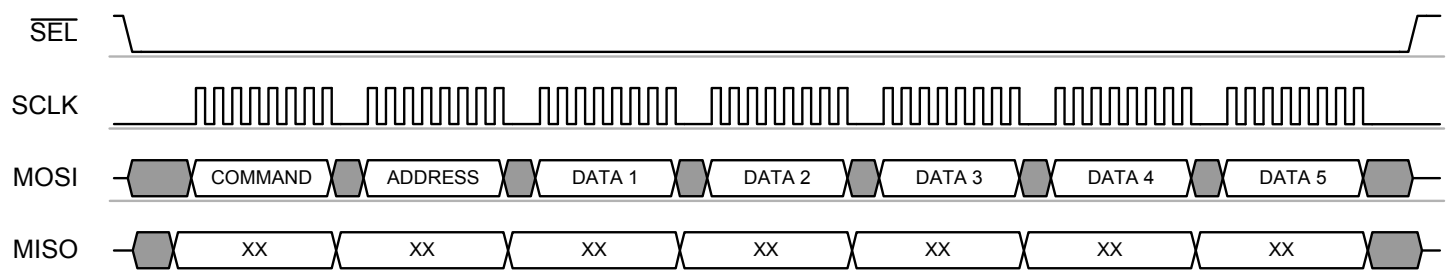 SEL
SCLK
MOSI COMMAND ADDRESS DATA 1 DATA 2 DATA 3 DATA 4 DATA 5
MISO XX XX XX XX XX XX XX